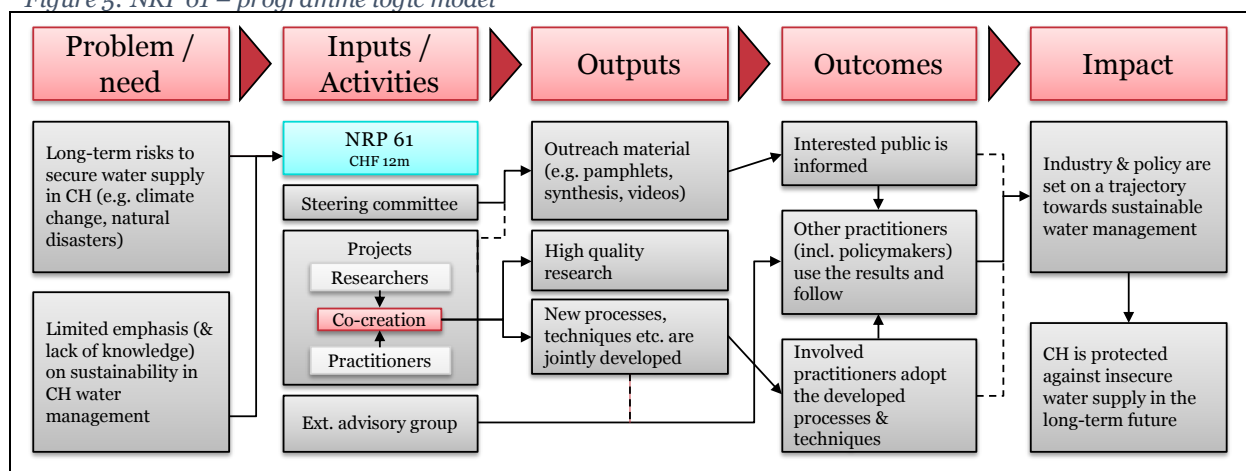 Figure 5: NRP 61 – programme logic model
Problem /
need
Inputs /
Activities
Outputs
Outcomes
Impact
Long-term risks to
secure water supply
in CH (e.g. climate
change, natural
disasters)
Limited emphasis (&
lack of knowledge)
on sustainability in
CH water
management
NRP 61
CHF 12m
Steering committee
Projects
Researchers
Co-creation
Practitioners
Ext. advisory group
Outreach material
(e.g. pamphlets,
synthesis, videos)
High quality
research
New processes,
techniques etc. are
jointly developed
Interested public is
informed
Other practitioners
(incl. policymakers)
use the results and
follow
Involved
practitioners adopt
the developed
processes &
techniques
Industry & policy are
set on a trajectory
towards sustainable
water management
CH is protected
against insecure
water supply in the
long-term future